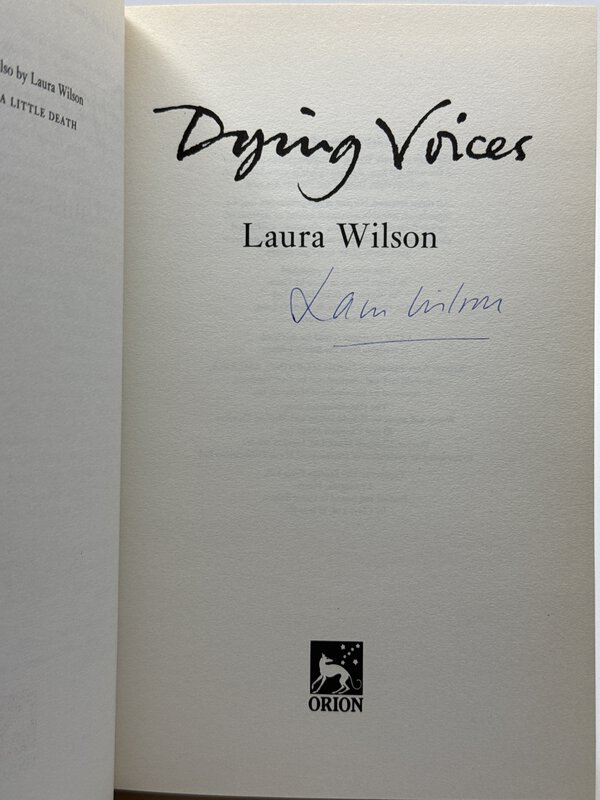 lso by Laura Wilson
A LITTLE DEATH
Dying Voices
Laura Wilson
Laura Wilson
ORION